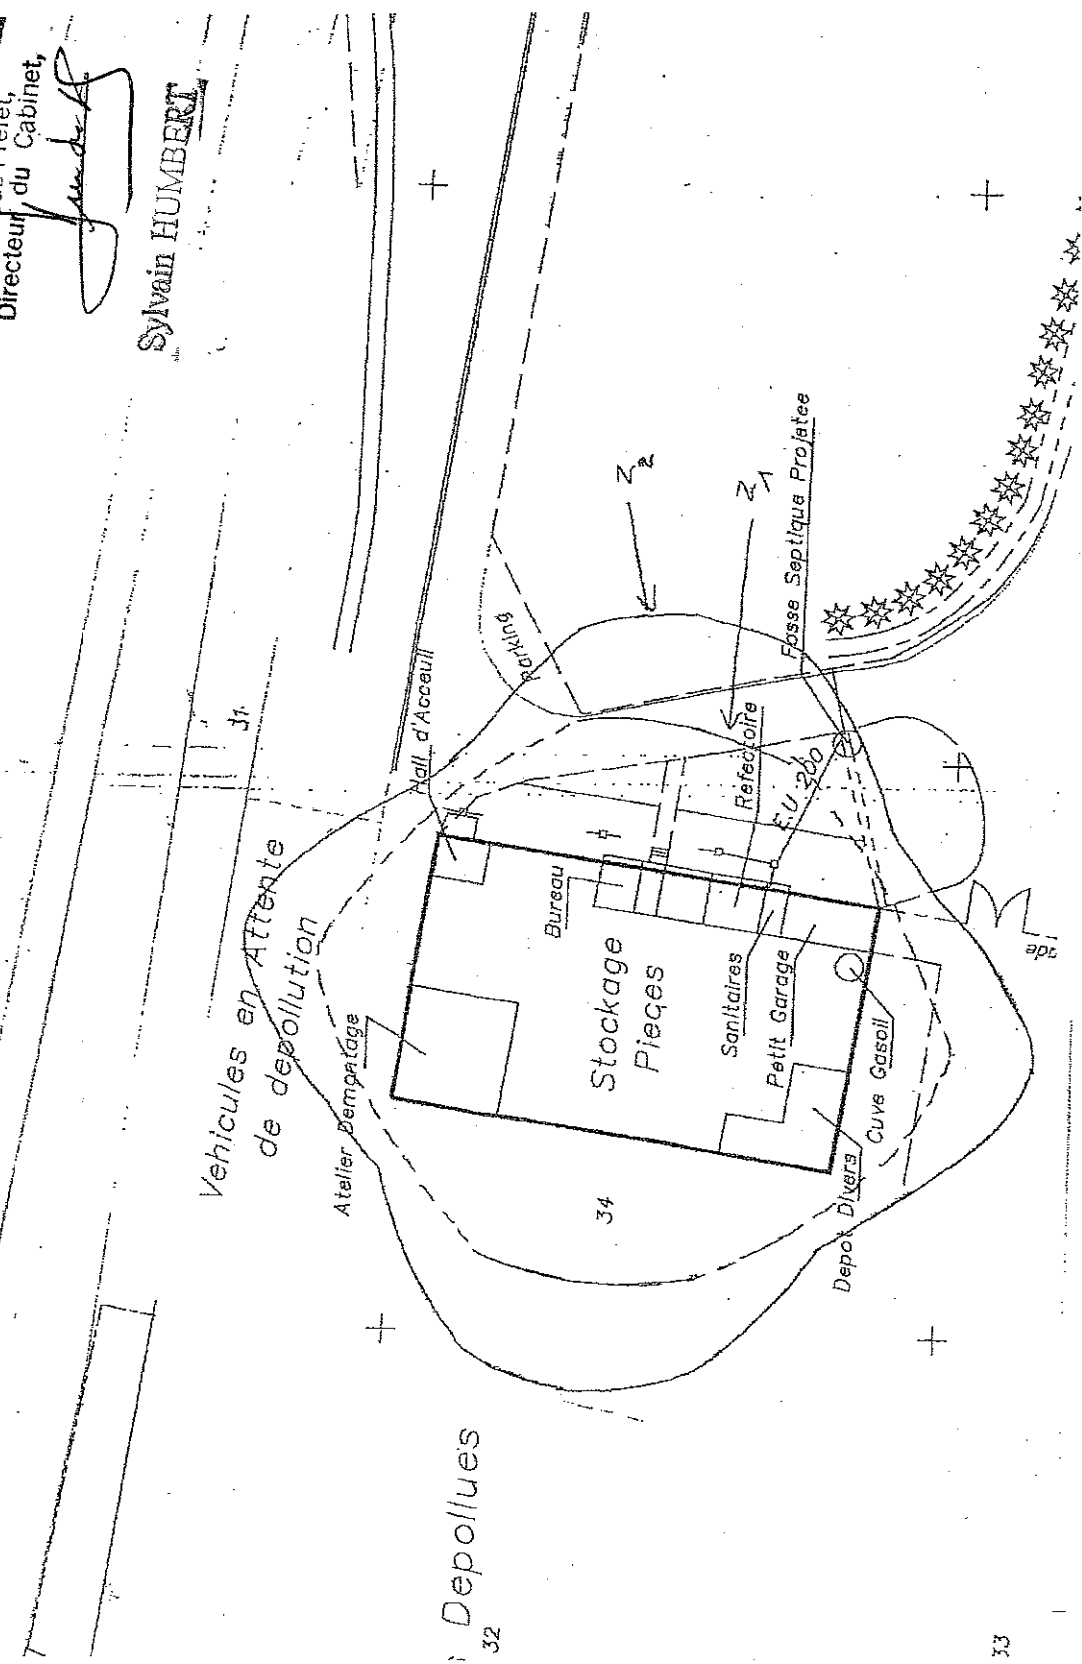 Directeur du Cabinet,
Sylvain HUMBERT
31
Vehicules en Attente
de depollution
Hall d'Acceuil
Parking
Z2
Z1
Fosse Septique Projetee
Refectoire
EU 200
Atelier Demontage
Bureau
Stockage
Pieces
Sanitaires
Petit Garage
Cuve Gasoil
Depot Divers
34
Depollues
32
33